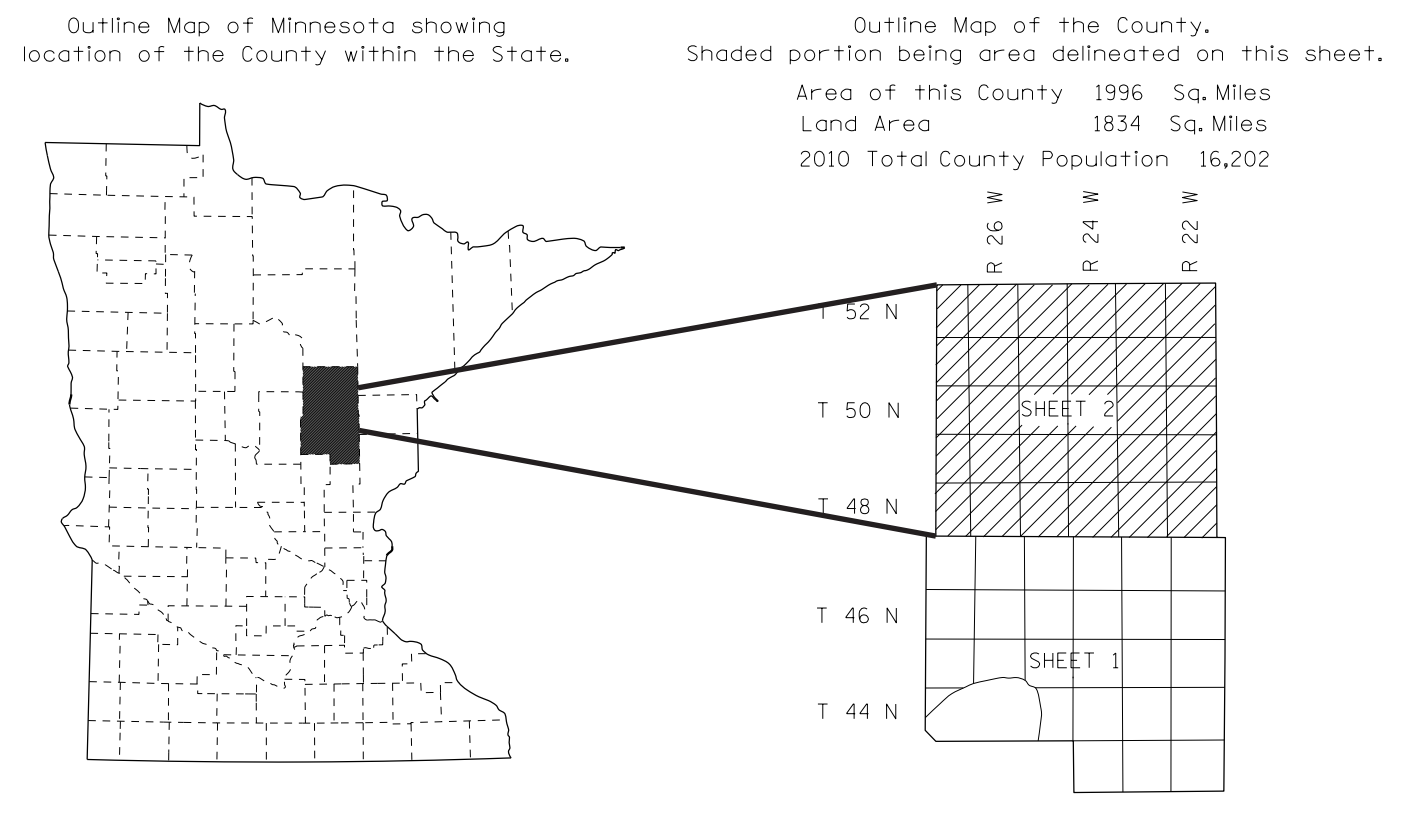 Outline Map of Minnesota showing
location of the County within the State.
Outline Map of the County.
Shaded portion being area delineated on this sheet.
Area of this County 1996 Sq. Miles
Land Area 1834 Sq. Miles
2010 Total County Population 16,202
R 26 W
R 24 W
R 22 W
T 52 N
T 50 N
SHEET 2
T 48 N
T 46 N
SHEET 1
T 44 N